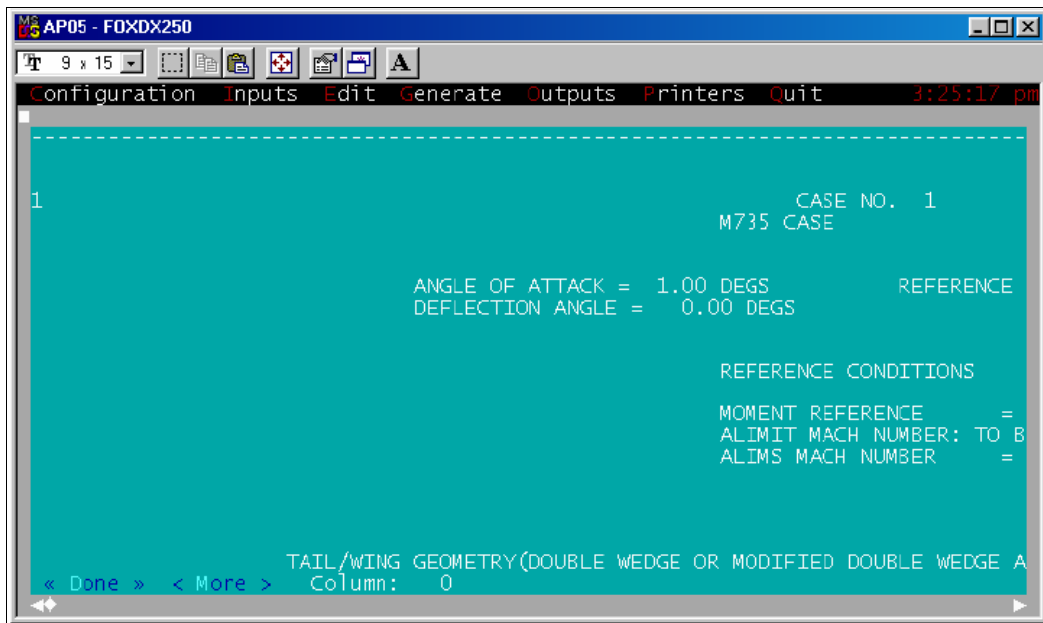 AP05 - FOXDX250
9 x 15
Configuration Inputs Edit Generate Outputs Printers Quit 3:25:17 pm
1 CASE NO. 1
M735 CASE
ANGLE OF ATTACK = 1.00 DEGS REFERENCE
DEFLECTION ANGLE = 0.00 DEGS
REFERENCE CONDITIONS
MOMENT REFERENCE =
ALIMIT MACH NUMBER: TO B
ALIMS MACH NUMBER =
TAIL/WING GEOMETRY(DOUBLE WEDGE OR MODIFIED DOUBLE WEDGE A
« Done » < More > Column: 0